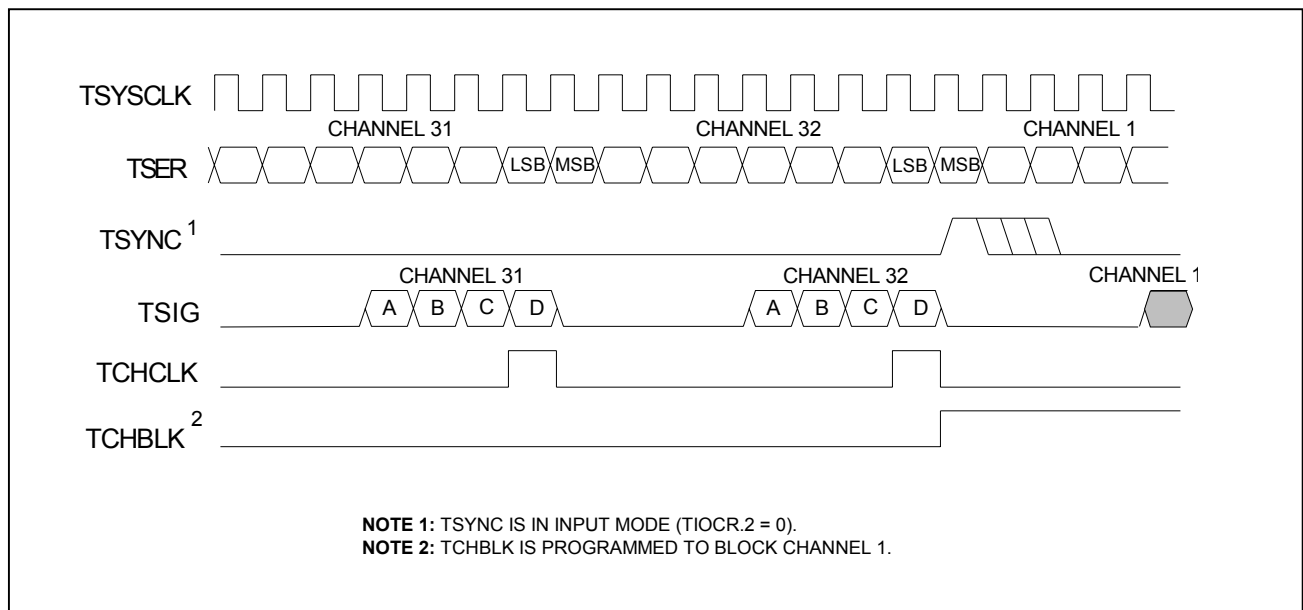 TSYSCLK
CHANNEL 31 CHANNEL 32 CHANNEL 1
TSER LSB MSB LSB MSB
TSYNC 1
CHANNEL 31 CHANNEL 32 CHANNEL 1
TSIG A B C D A B C D
TCHCLK
TCHBLK 2
NOTE 1: TSYNC IS IN INPUT MODE (TIOCR.2 = 0).
NOTE 2: TCHBLK IS PROGRAMMED TO BLOCK CHANNEL 1.